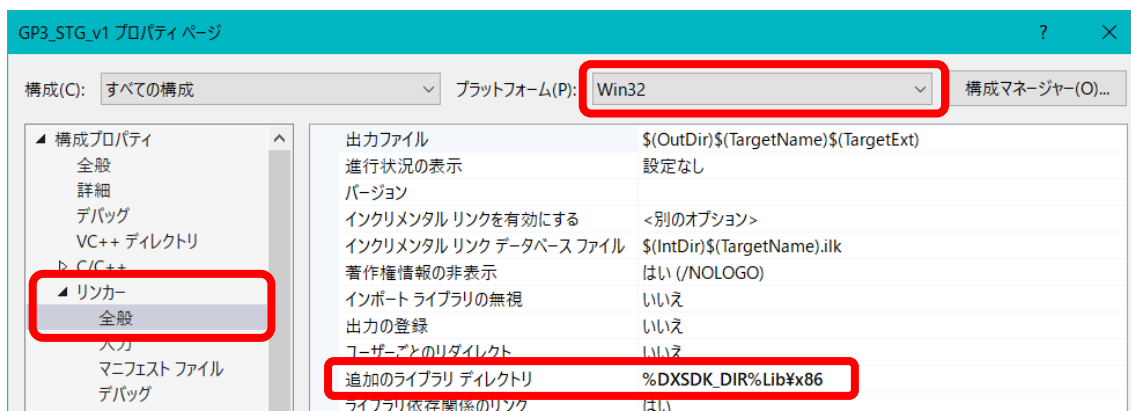 GP3_STG_v1 プロパティ ページ ? ×
構成(C): すべての構成 プラットフォーム(P): Win32 構成マネージャー(O)...
構成プロパティ
全般
詳細
デバッグ
VC++ ディレクトリ
C/C++
リンカー
全般
入力
マニフェスト ファイル
デバッグ
出力ファイル $(OutDir)$(TargetName)$(TargetExt)
進行状況の表示 設定なし
バージョン
インクリメンタル リンクを有効にする <別のオプション>
インクリメンタル リンク データベース ファイル $(IntDir)$(TargetName).ilk
著作権情報の非表示 はい (/NOLOGO)
インポート ライブラリの無視 いいえ
出力の登録 いいえ
ユーザーごとのリダイレクト いいえ
追加のライブラリ ディレクトリ %DXSDK_DIR%Lib¥x86
ライブラリ依存関係のリンク はい